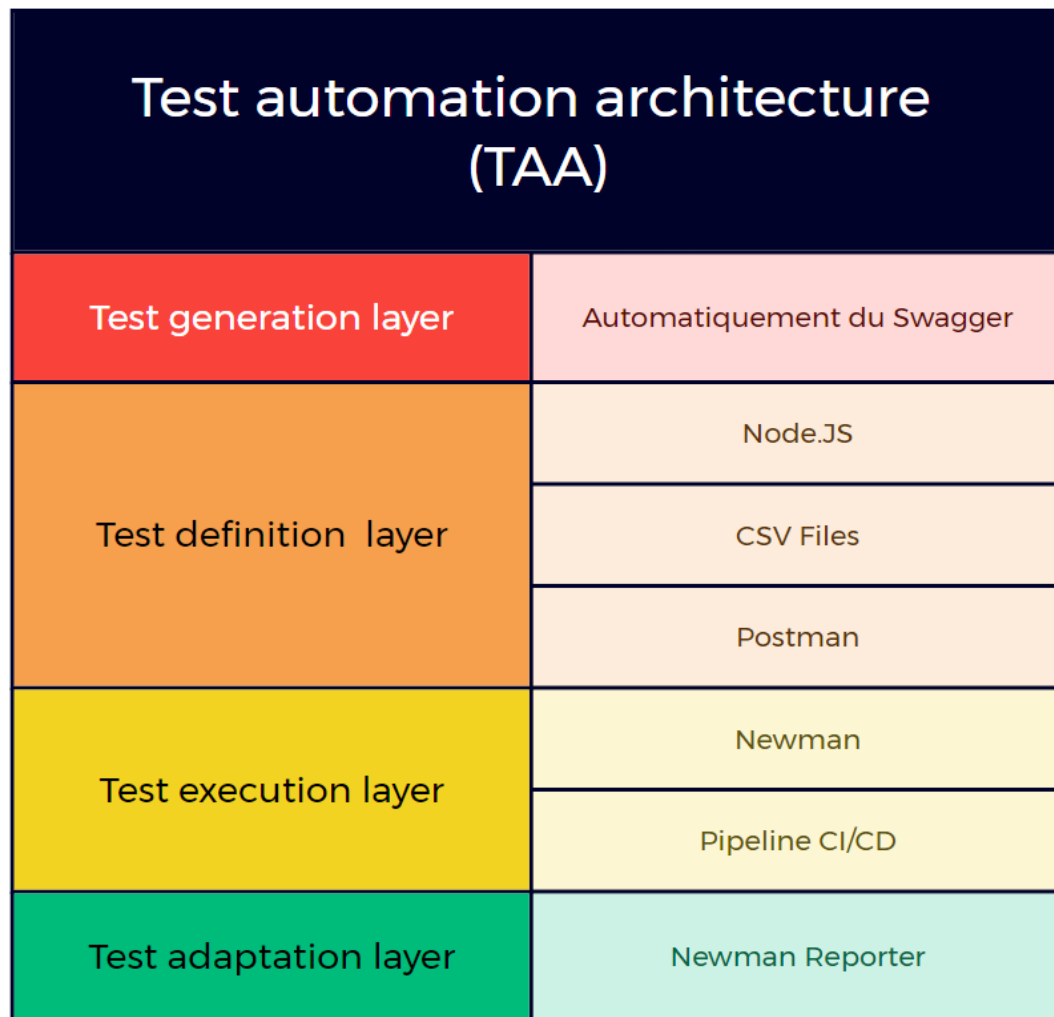 Test automation architecture
(TAA)
Test generation layer
Automatiquement du Swagger
Test definition  layer
Node.JS
CSV Files
Postman
Test execution layer
Newman
Pipeline CI/CD
Test adaptation layer
Newman Reporter